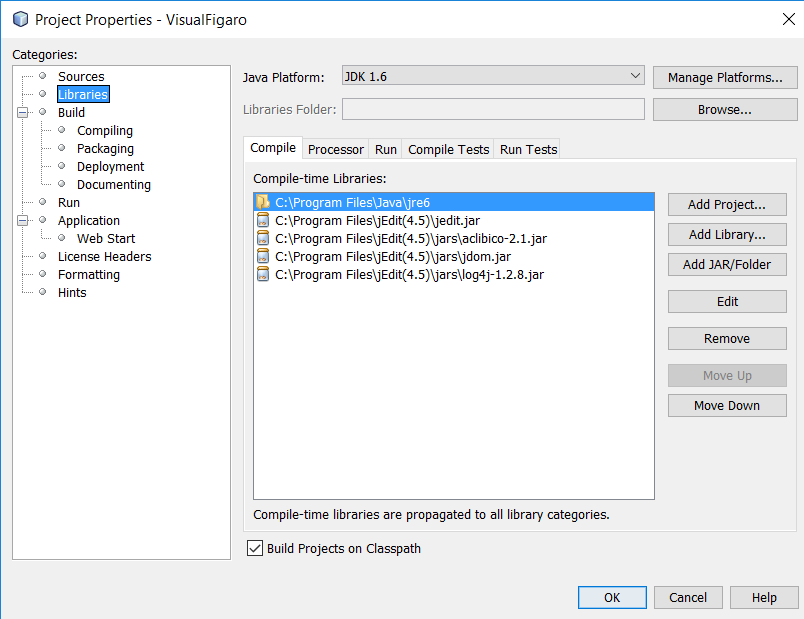 Project Properties - VisualFigaro
Categories:
Sources
Libraries
Build
Compiling
Packaging
Deployment
Documenting
Run
Application
Web Start
License Headers
Formatting
Hints
Java Platform:
JDK 1.6
Manage Platforms...
Libraries Folder:
Browse...
Compile
Processor
Run
Compile Tests
Run Tests
Compile-time Libraries:
C:\Program Files\Java\jre6
C:\Program Files\jEdit(4.5)\jedit.jar
C:\Program Files\jEdit(4.5)\jars\aclibico-2.1.jar
C:\Program Files\jEdit(4.5)\jars\jdom.jar
C:\Program Files\jEdit(4.5)\jars\log4j-1.2.8.jar
Add Project...
Add Library...
Add JAR/Folder
Edit
Remove
Move Up
Move Down
Compile-time libraries are propagated to all library categories.
Build Projects on Classpath
OK
Cancel
Help